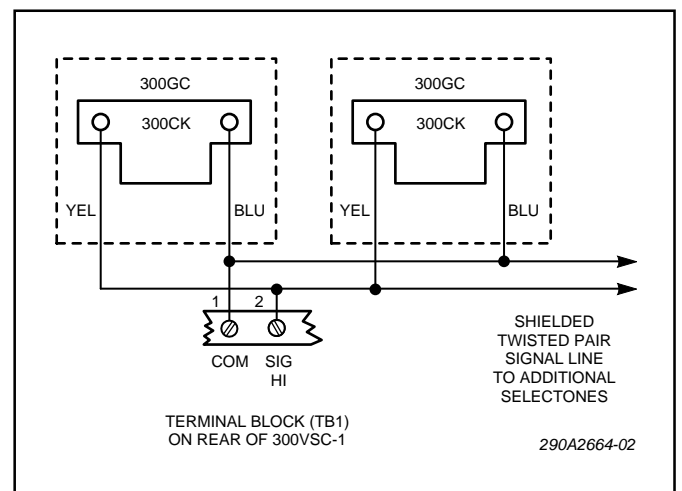 300GC
300CK
YEL
BLU
300GC
300CK
YEL
BLU
1
2
COM
SIG
HI
TERMINAL BLOCK (TB1)
ON REAR OF 300VSC-1
SHIELDED
TWISTED PAIR
SIGNAL LINE
TO ADDITIONAL
SELECTONES
290A2664-02